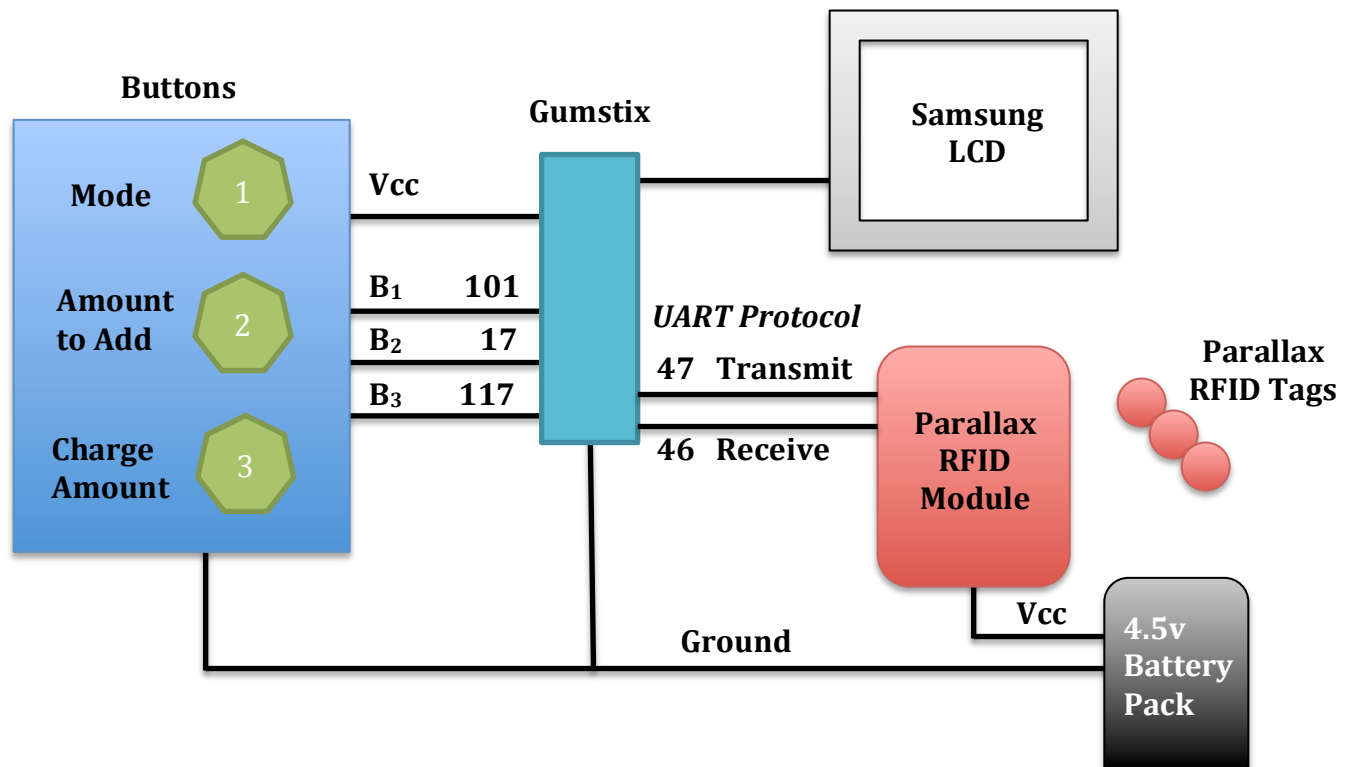 Buttons
Mode
1
Amount
to Add
2
Charge
Amount
3
Vcc
B₁ 101
B₂ 17
B₃ 117
Gumstix
Samsung
LCD
UART Protocol
47 Transmit
46 Receive
Parallax
RFID
Module
Parallax
RFID Tags
Vcc
Ground
4.5v
Battery
Pack